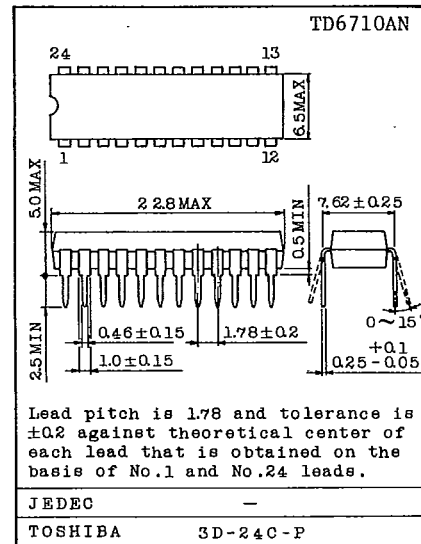 TD6710AN
24 13
6.5MAX
1 12
5.0MAX
22.8MAX
0.5MIN
7.62±0.25
2.5MIN
0.46±0.15
1.78±0.2
1.0±0.15
0~15°
+0.1
0.25-0.05
Lead pitch is 1.78 and tolerance is
±0.2 against theoretical center of
each lead that is obtained on the
basis of No.1 and No.24 leads.
JEDEC —
TOSHIBA 3D-24C-P